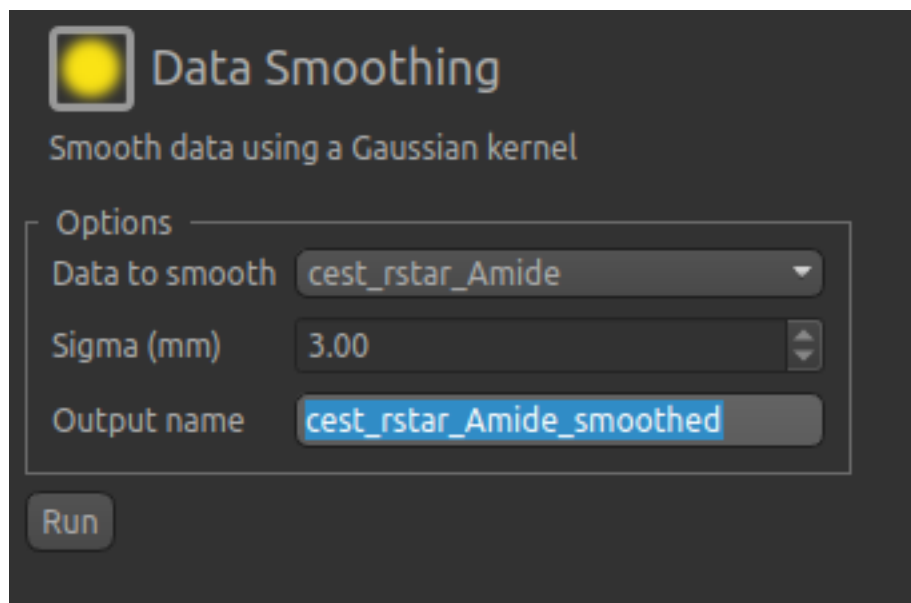 Data Smoothing
Smooth data using a Gaussian kernel
Options
Data to smooth cest_rstar_Amide
Sigma (mm) 3.00
Output name cest_rstar_Amide_smoothed
Run